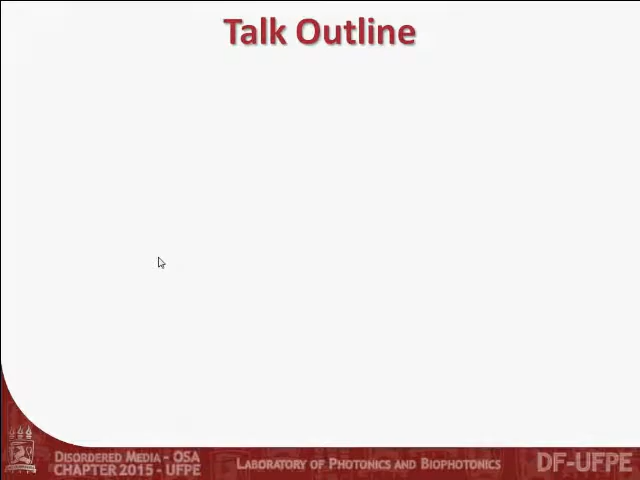 Talk Outline
DISORDERED MEDIA - OSA
CHAPTER 2015 - UFPE
LABORATORY OF PHOTONICS AND BIOPHOTONICS
DF-UFPE